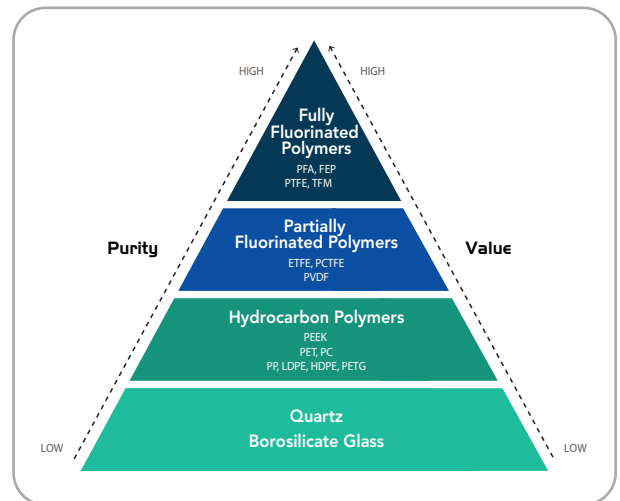 HIGH
HIGH
Fully
Fluorinated
Polymers
PFA, FEP
PTFE, TFM
Purity
Value
Partially
Fluorinated Polymers
ETFE, PCTFE
PVDF
Hydrocarbon Polymers
PEEK
PET, PC
PP, LDPE, HDPE, PETG
Quartz
Borosilicate Glass
LOW
LOW